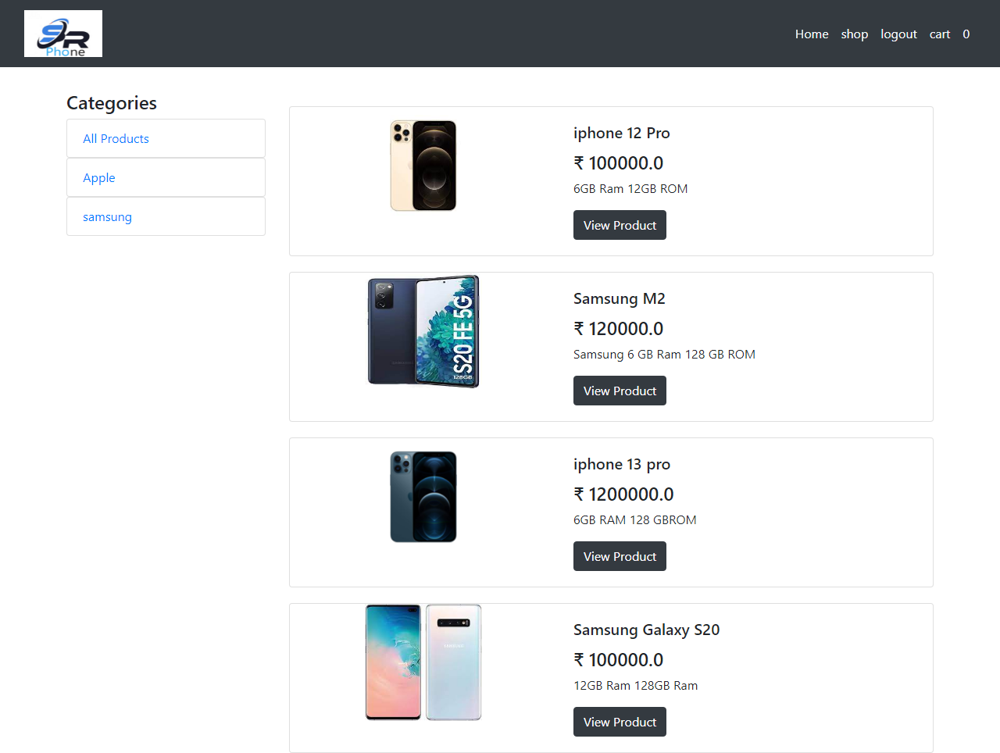 SR
Phone
Home shop logout cart 0
Categories
All Products
Apple
samsung
iphone 12 Pro
₹ 100000.0
6GB Ram 12GB ROM
View Product
S20 FE 5G
128GB
Samsung M2
₹ 120000.0
Samsung 6 GB Ram 128 GB ROM
View Product
iphone 13 pro
₹ 1200000.0
6GB RAM 128 GBROM
View Product
SAMSUNG
Samsung Galaxy S20
₹ 100000.0
12GB Ram 128GB Ram
View Product